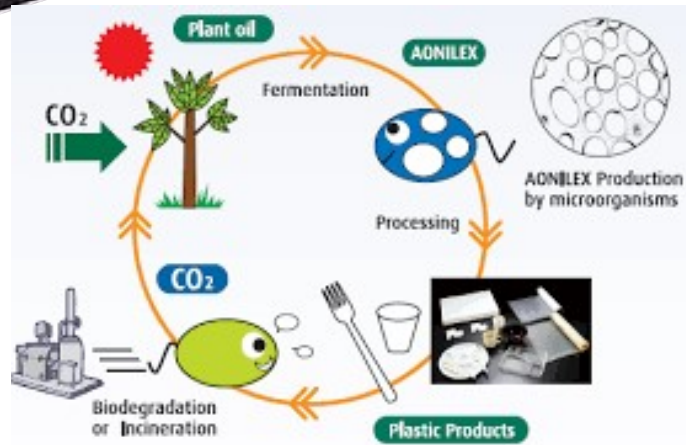 Plant oil
AONILEX
Fermentation
CO2
AONILEX Production
by microorganisms
Processing
CO2
Biodegradation
or Incineration
Plastic Products